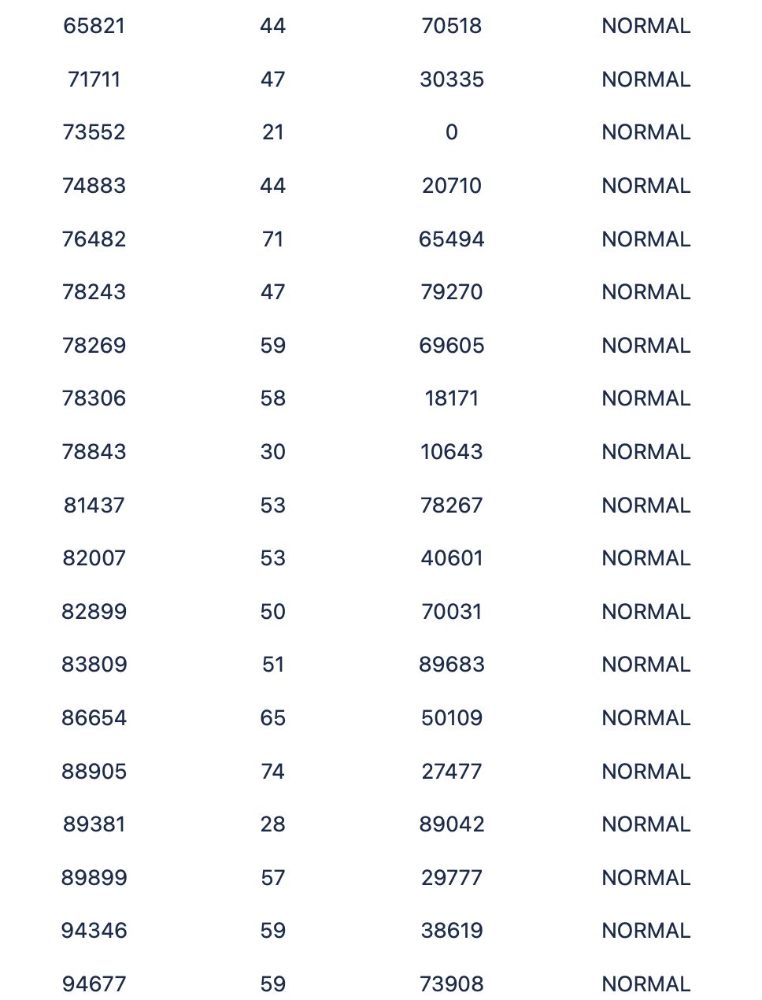 65821 44 70518 NORMAL
71711 47 30335 NORMAL
73552 21 0 NORMAL
74883 44 20710 NORMAL
76482 71 65494 NORMAL
78243 47 79270 NORMAL
78269 59 69605 NORMAL
78306 58 18171 NORMAL
78843 30 10643 NORMAL
81437 53 78267 NORMAL
82007 53 40601 NORMAL
82899 50 70031 NORMAL
83809 51 89683 NORMAL
86654 65 50109 NORMAL
88905 74 27477 NORMAL
89381 28 89042 NORMAL
89899 57 29777 NORMAL
94346 59 38619 NORMAL
94677 59 73908 NORMAL